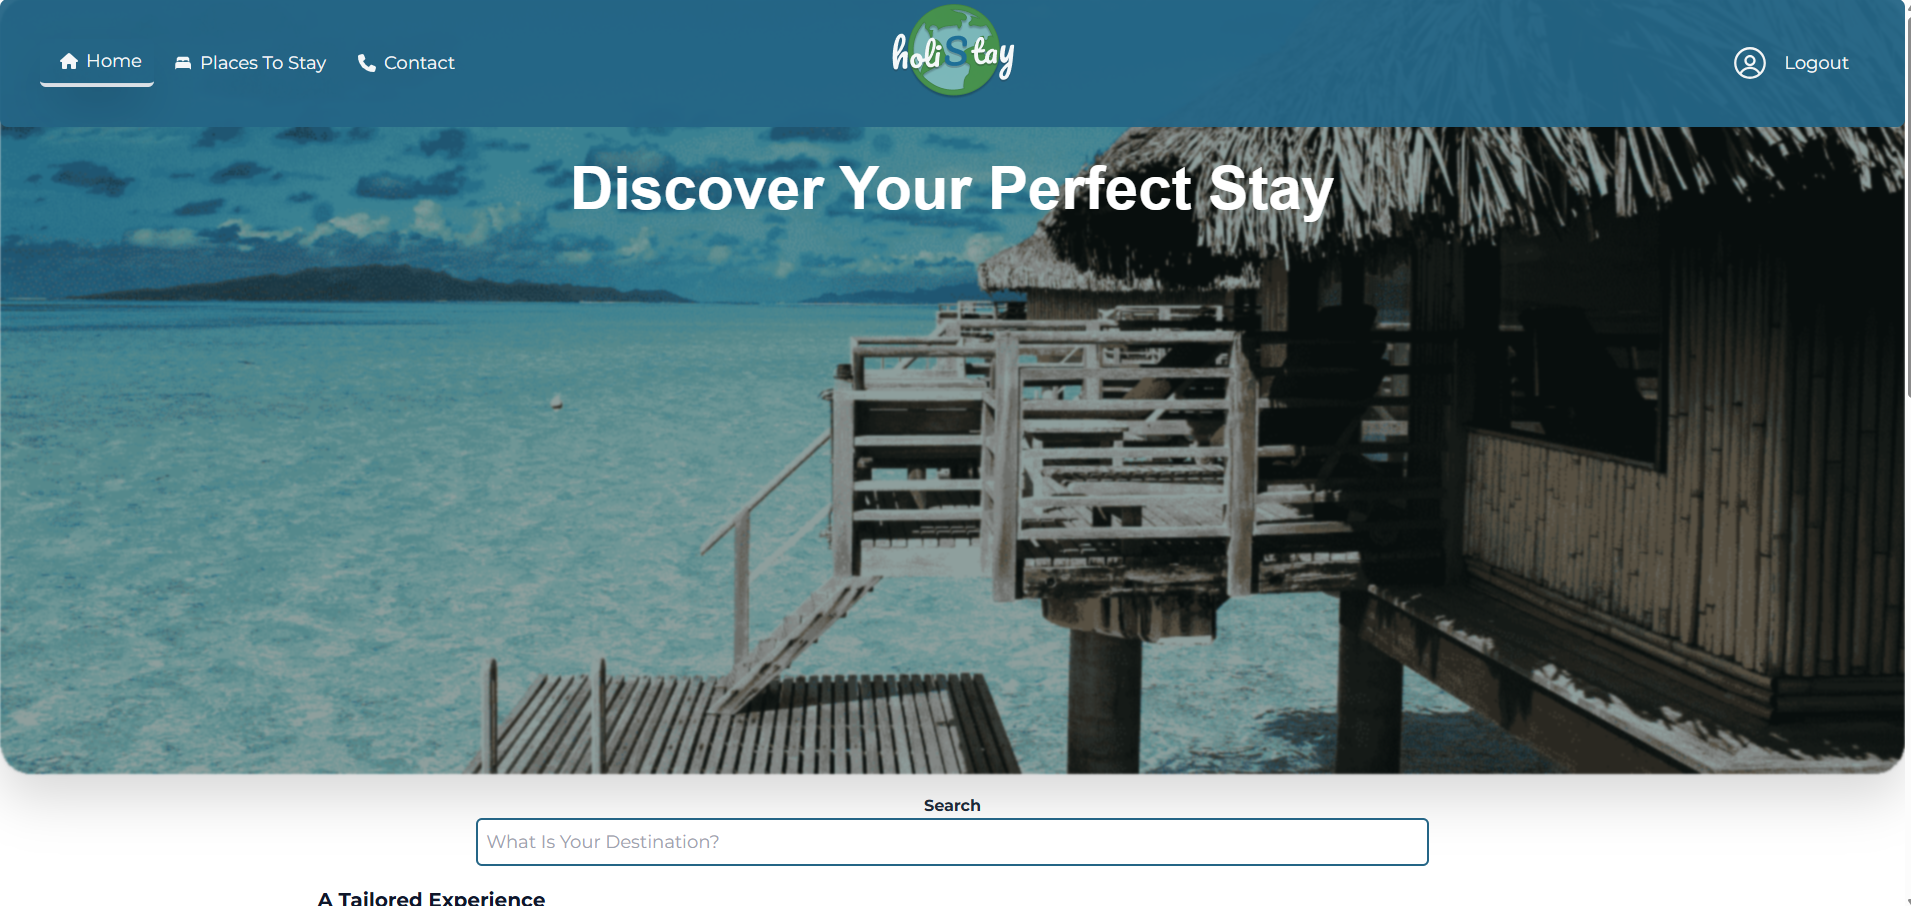 Home
Places To Stay
Contact
holiStay
Logout
Discover Your Perfect Stay
Search
What Is Your Destination?
A Tailored Experience